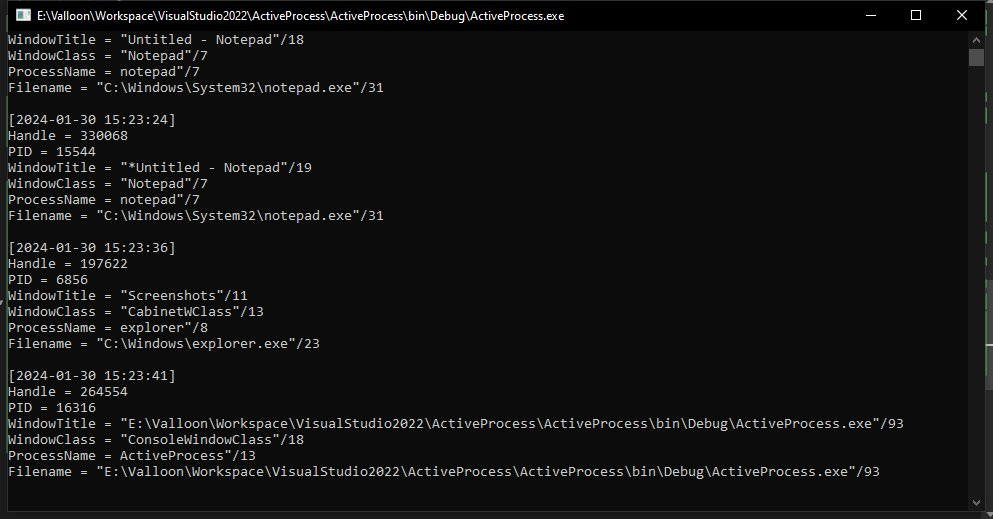 E:\Valloon\Workspace\VisualStudio2022\ActiveProcess\ActiveProcess\bin\Debug\ActiveProcess.exe
WindowTitle = "Untitled - Notepad"/18
WindowClass = "Notepad"/7
ProcessName = notepad"/7
Filename = "C:\Windows\System32\notepad.exe"/31

[2024-01-30 15:23:24]
Handle = 330068
PID = 15544
WindowTitle = "*Untitled - Notepad"/19
WindowClass = "Notepad"/7
ProcessName = notepad"/7
Filename = "C:\Windows\System32\notepad.exe"/31

[2024-01-30 15:23:36]
Handle = 197622
PID = 6856
WindowTitle = "Screenshots"/11
WindowClass = "CabinetWClass"/13
ProcessName = explorer"/8
Filename = "C:\Windows\explorer.exe"/23

[2024-01-30 15:23:41]
Handle = 264554
PID = 16316
WindowTitle = "E:\Valloon\Workspace\VisualStudio2022\ActiveProcess\ActiveProcess\bin\Debug\ActiveProcess.exe"/93
WindowClass = "ConsoleWindowClass"/18
ProcessName = ActiveProcess"/13
Filename = "E:\Valloon\Workspace\VisualStudio2022\ActiveProcess\ActiveProcess\bin\Debug\ActiveProcess.exe"/93